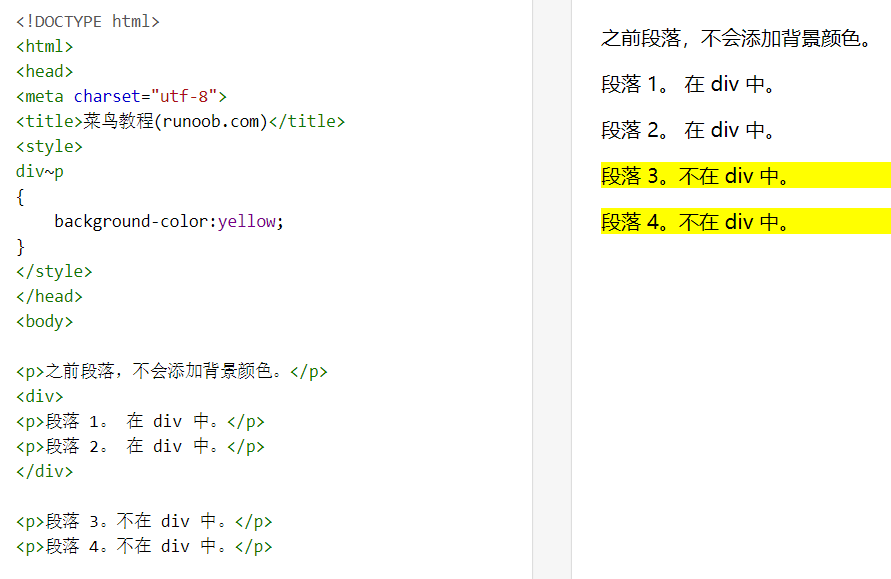 <!DOCTYPE html>
<html>
<head>
<meta charset="utf-8">
<title>菜鸟教程(runoob.com)</title>
<style>
div~p
{
    background-color:yellow;
}
</style>
</head>
<body>
<p>之前段落，不会添加背景颜色。</p>
<div>
<p>段落 1。 在 div 中。</p>
<p>段落 2。 在 div 中。</p>
</div>
<p>段落 3。不在 div 中。</p>
<p>段落 4。不在 div 中。</p>
之前段落，不会添加背景颜色。
段落 1。 在 div 中。
段落 2。 在 div 中。
段落 3。不在 div 中。
段落 4。不在 div 中。